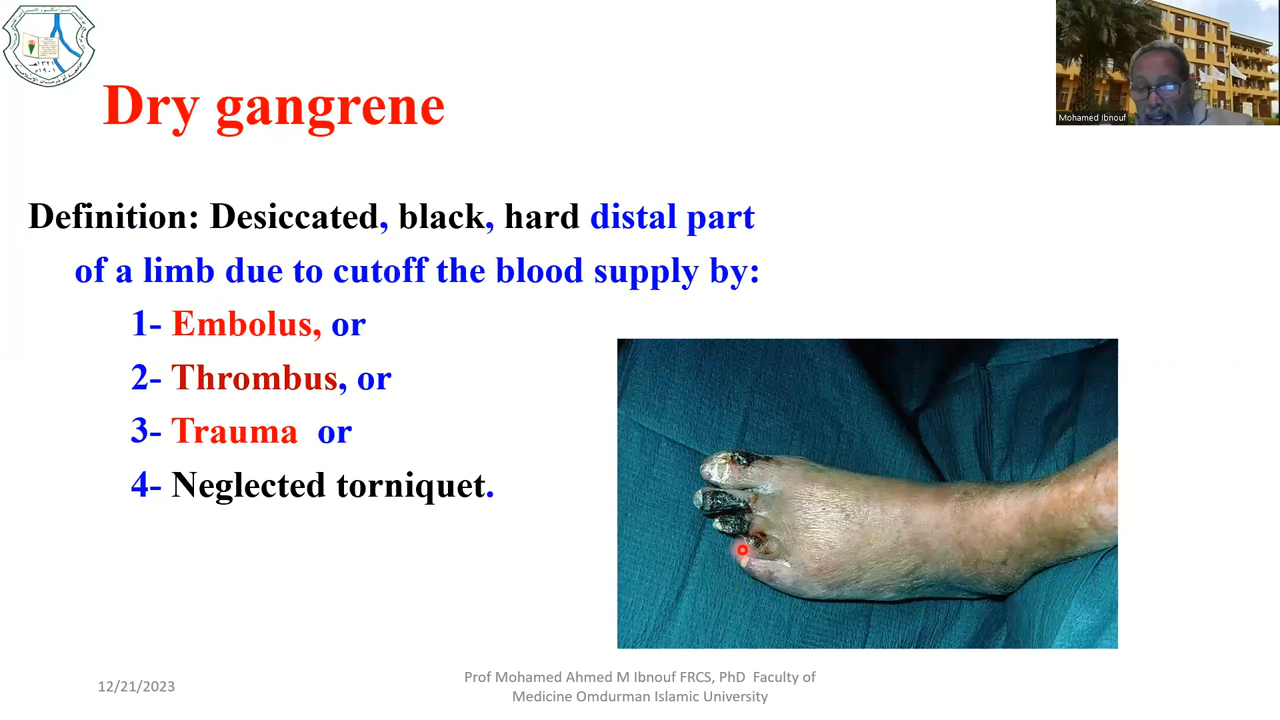 Mohamed Ibnouf
Dry gangrene
Definition: Desiccated, black, hard distal part
of a limb due to cutoff the blood supply by:
1- Embolus, or
2- Thrombus, or
3- Trauma or
4- Neglected torniquet.
12/21/2023
Prof Mohamed Ahmed M Ibnouf FRCS, PhD Faculty of
Medicine Omdurman Islamic University